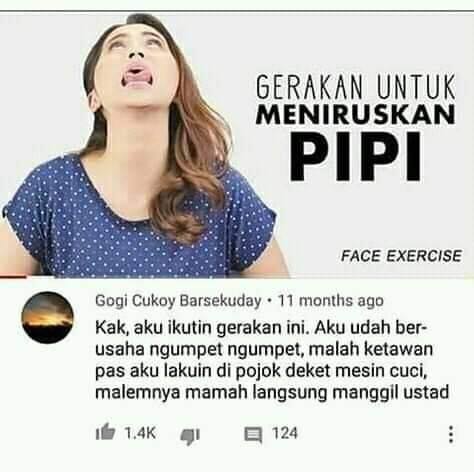 GERAKAN UNTUK
MENIRUSKAN
PIPI
FACE EXERCISE
Gogi Cukoy Barsekuday • 11 months ago
Kak, aku ikutin gerakan ini. Aku udah ber-
usaha ngumpet ngumpet, malah ketawan
pas aku lakuin di pojok deket mesin cuci,
malemnya mamah langsung manggil ustad
1.4K 124